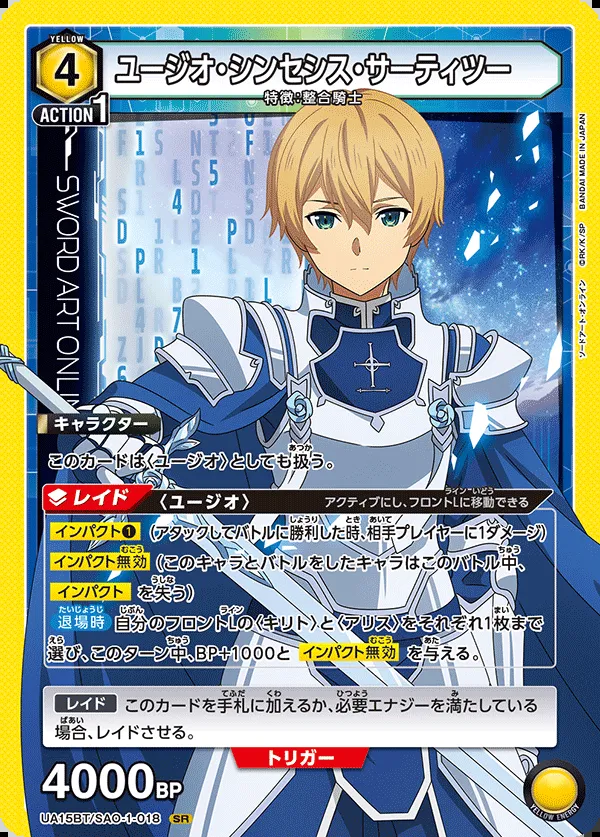 YELLOW
4
ACTION 1
ユージオ・シンセシス・サーティツー
特徴:整合騎士
SWORD ART ONLIN
BANDAI MADE IN JAPAN
©RK/K/SP
ソードアート・オンライン
キャラクター
このカードは〈ユージオ〉としても扱う。
レイド 〈ユージオ〉 アクティブにし、フロントLに移動できる
インパクト❶ (アタックしてバトルに勝利した時、相手プレイヤーに1ダメージ)
インパクト無効 (このキャラとバトルをしたキャラはこのバトル中、
インパクト を失う)
退場時 自分のフロントLの〈キリト〉と〈アリス〉をそれぞれ1枚まで
選び、このターン中、BP+1000と インパクト無効 を与える。
レイド このカードを手札に加えるか、必要エナジーを満たしている
場合、レイドさせる。
トリガー
4000BP
UA15BT/SAO-1-018 SR
YELLOW ENERGY